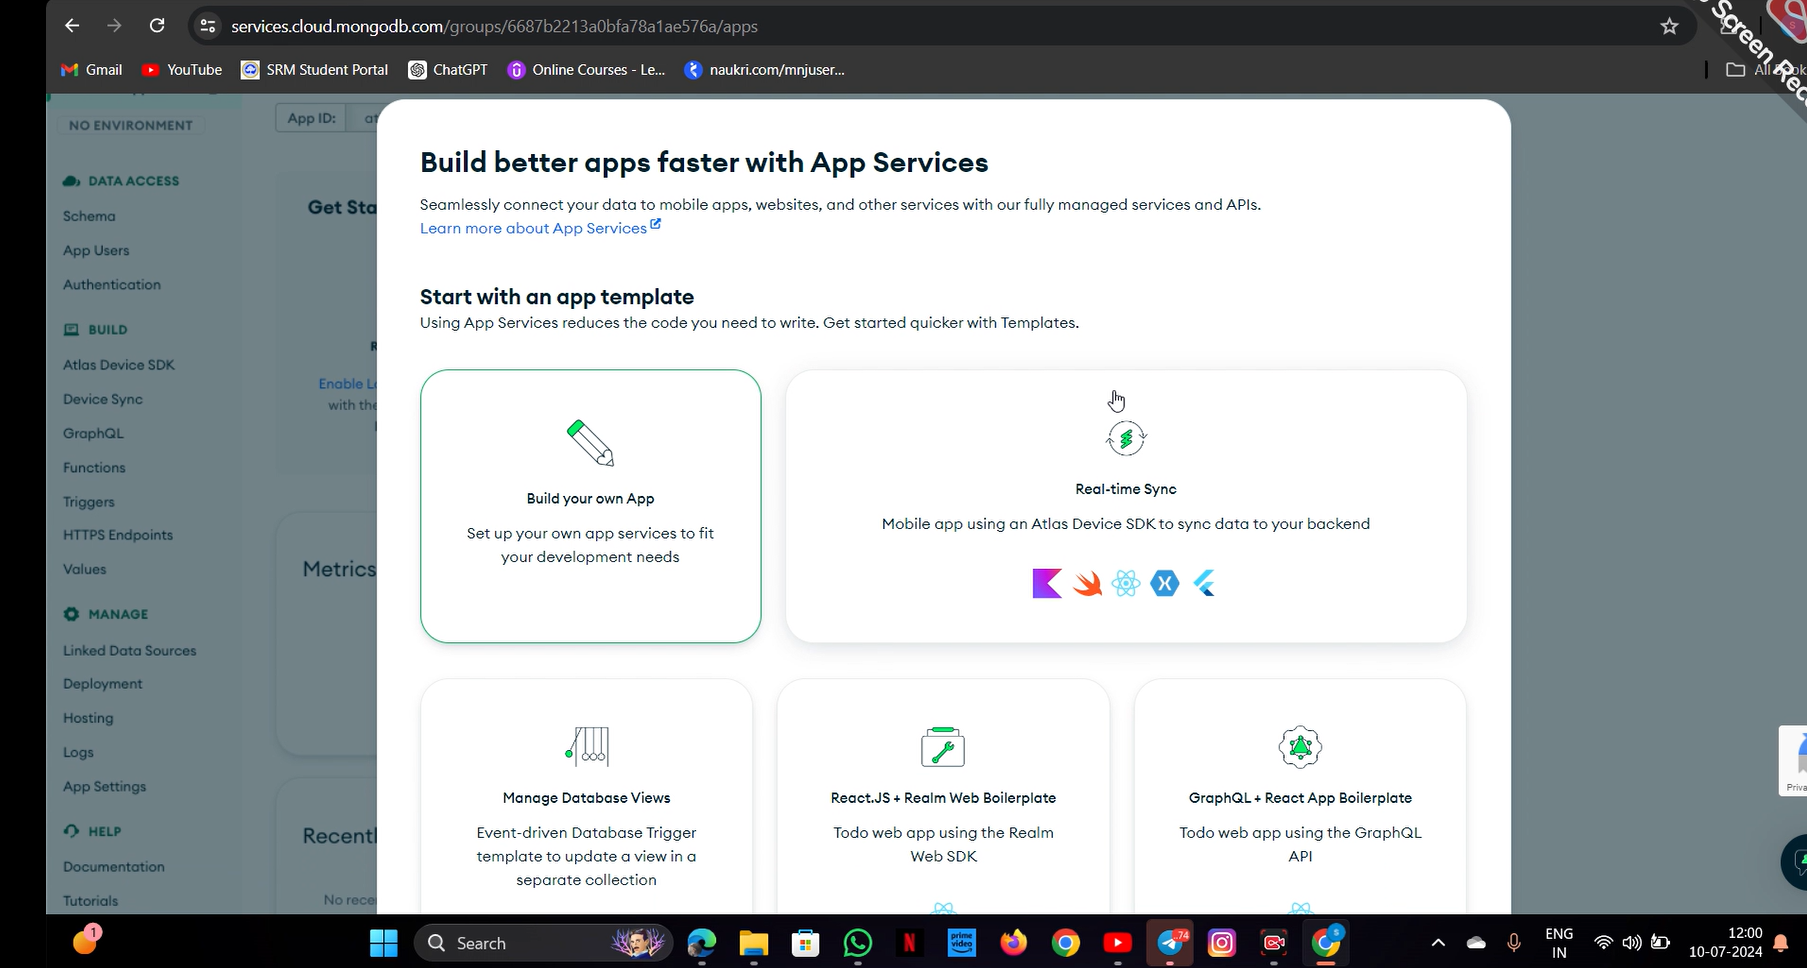 services.cloud.mongodb.com/groups/6687b2213a0bfa78a1ae576a/apps
Screen Rec
Gmail YouTube SRM Student Portal ChatGPT Online Courses - Le... naukri.com/mnjuser... All Book
NO ENVIRONMENT
App ID:
DATA ACCESS
Schema
App Users
Authentication
BUILD
Atlas Device SDK
Device Sync
GraphQL
Functions
Triggers
HTTPS Endpoints
Values
MANAGE
Linked Data Sources
Deployment
Hosting
Logs
App Settings
HELP
Documentation
Tutorials
Get Sta
R
Enable L
with the
Metrics
Recentl
No rece
Build better apps faster with App Services
Seamlessly connect your data to mobile apps, websites, and other services with our fully managed services and APIs.
Learn more about App Services
Start with an app template
Using App Services reduces the code you need to write. Get started quicker with Templates.
Build your own App
Set up your own app services to fit
your development needs
Real-time Sync
Mobile app using an Atlas Device SDK to sync data to your backend
Manage Database Views
Event-driven Database Trigger
template to update a view in a
separate collection
React.JS + Realm Web Boilerplate
Todo web app using the Realm
Web SDK
GraphQL + React App Boilerplate
Todo web app using the GraphQL
API
Priva
1
Search
prime
video
74
S
ENG
IN
12:00
10-07-2024